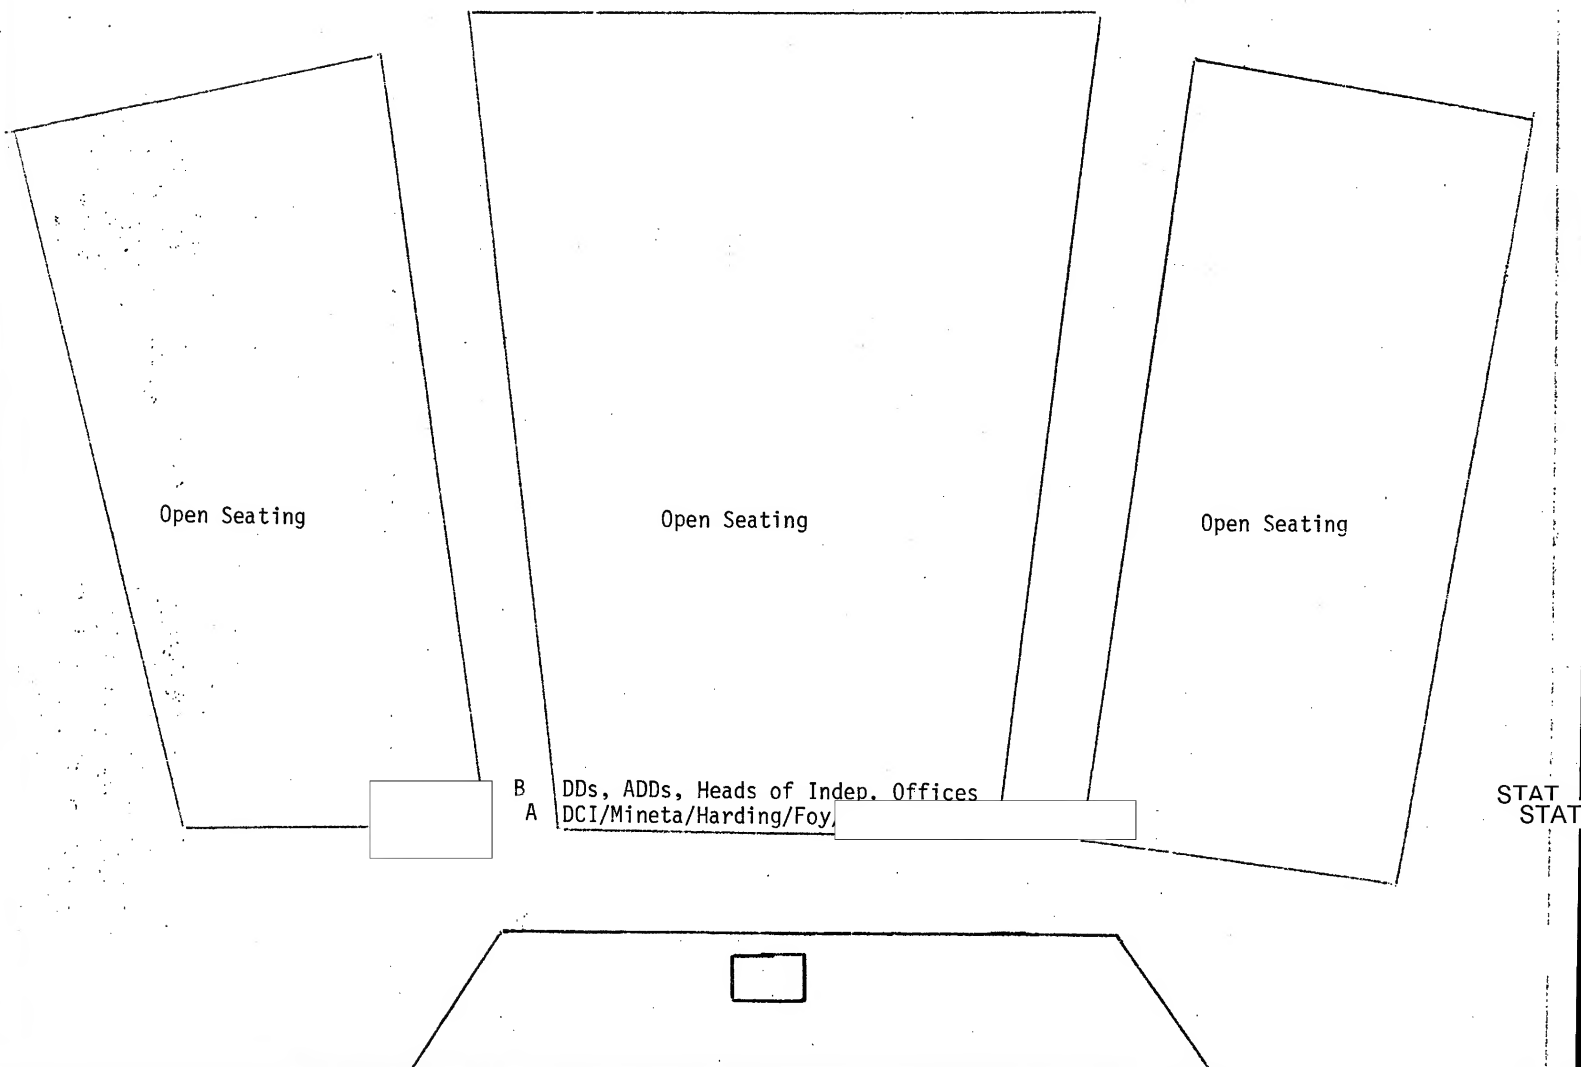 Open Seating
Open Seating
Open Seating
B DDs, ADDs, Heads of Indep. Offices
A DCI/Mineta/Harding/Foy/
STAT
STAT